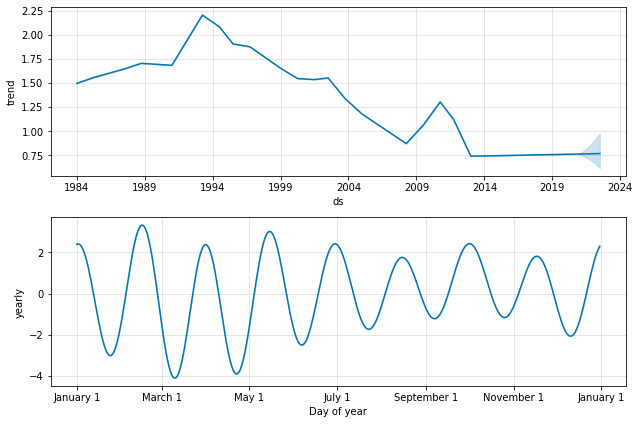 2.25
2.00
1.75
1.50
1.25
1.00
0.75
trend
1984 1989 1994 1999 2004 2009 2014 2019 2024
ds
2
0
−2
−4
yearly
January 1 March 1 May 1 July 1 September 1 November 1 January 1
Day of year